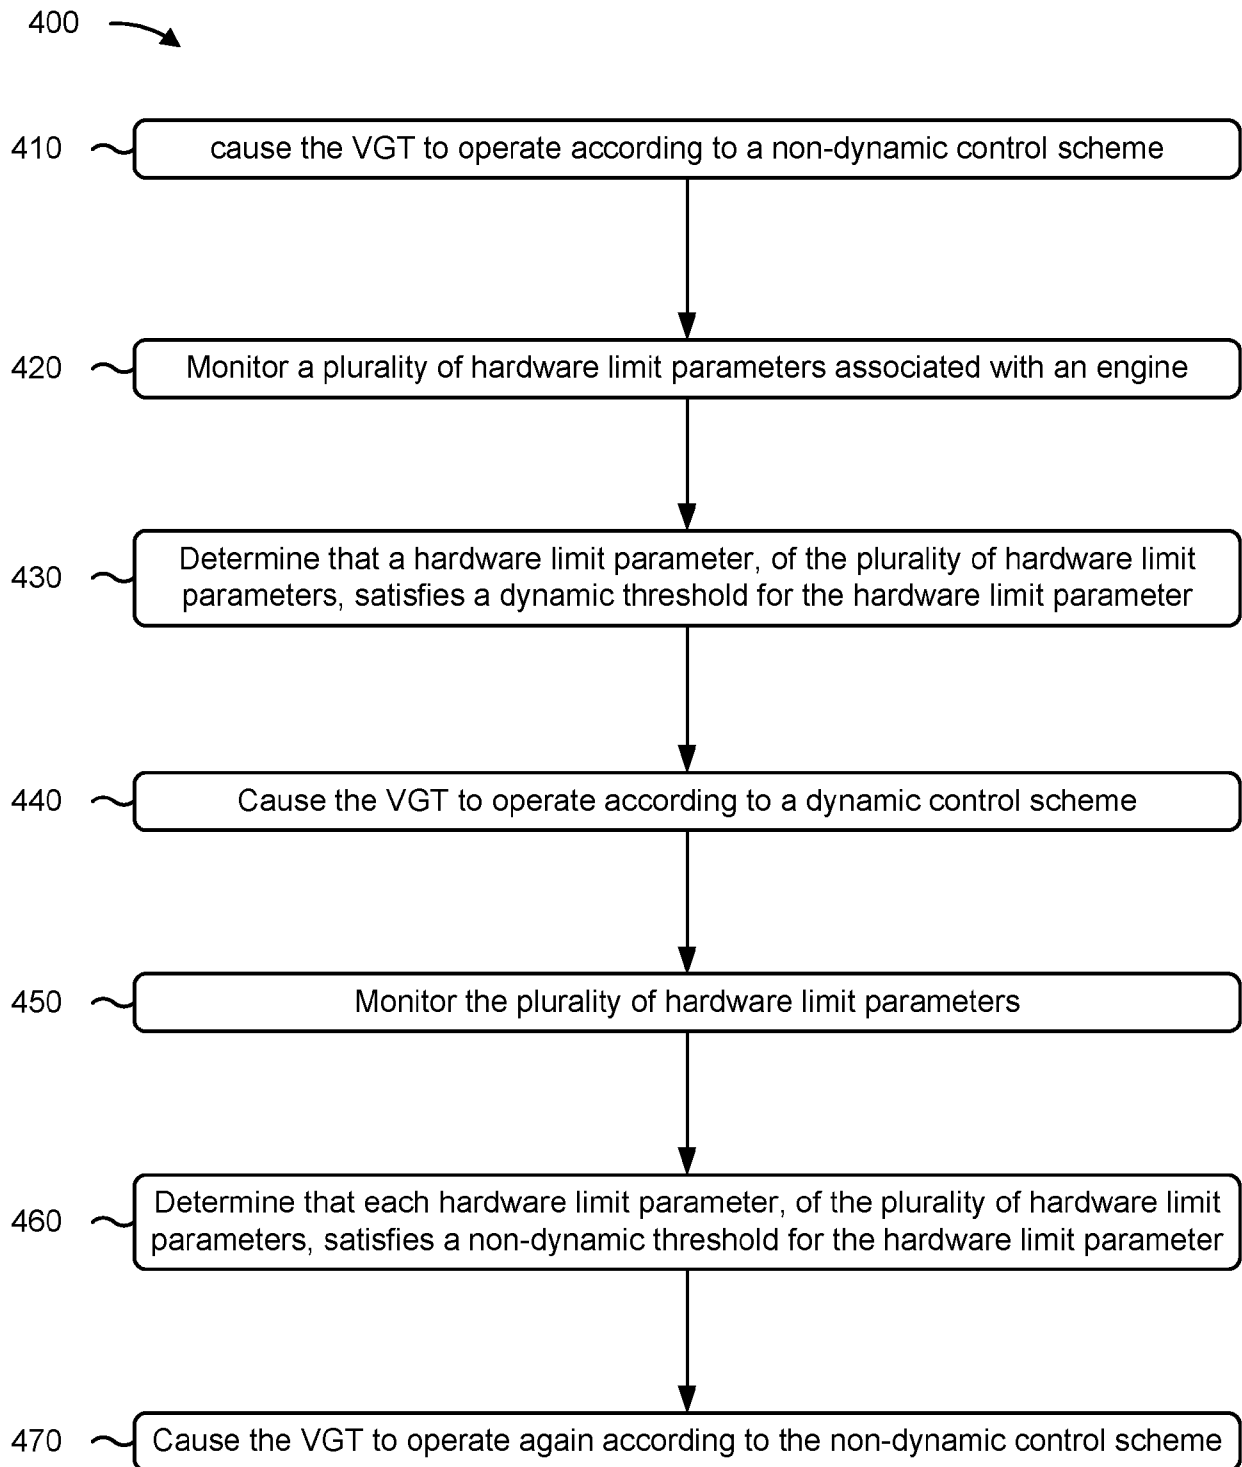 400
410
cause the VGT to operate according to a non-dynamic control scheme
420
Monitor a plurality of hardware limit parameters associated with an engine
430
Determine that a hardware limit parameter, of the plurality of hardware limit
parameters, satisfies a dynamic threshold for the hardware limit parameter
440
Cause the VGT to operate according to a dynamic control scheme
450
Monitor the plurality of hardware limit parameters
460
Determine that each hardware limit parameter, of the plurality of hardware limit
parameters, satisfies a non-dynamic threshold for the hardware limit parameter
470
Cause the VGT to operate again according to the non-dynamic control scheme